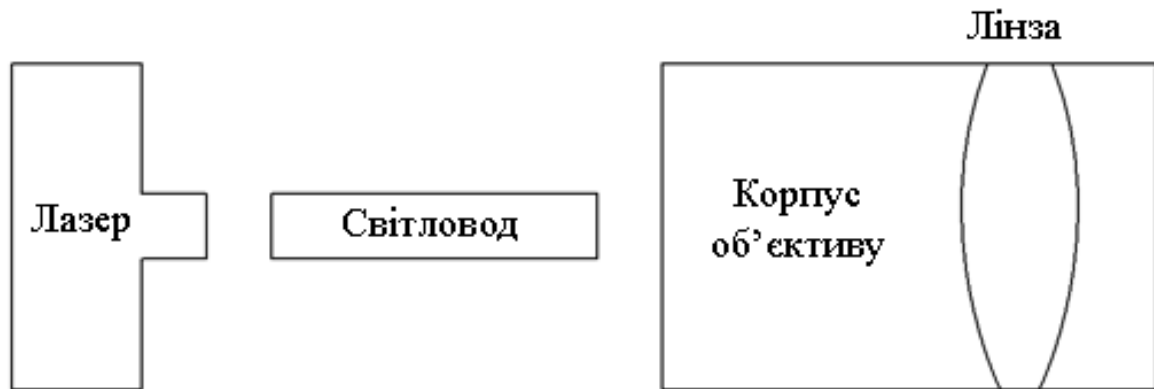 Лінза
Лазер
Світловод
Корпус
об’єктиву